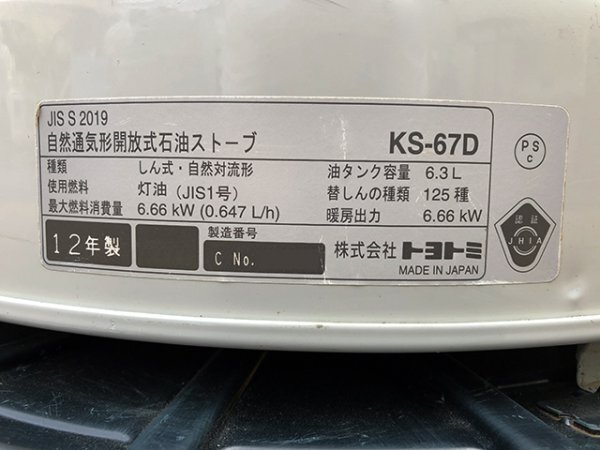 JIS S 2019
自然通気形開放式石油ストーブ KS-67D
種類 しん式・自然対流形
使用燃料 灯油 (JIS1号)
最大燃料消費量 6.66 kW (0.647 L/h)
油タンク容量 6.3 L
替しんの種類 125 種
暖房出力 6.66 kW
12年製
製造番号
C No.
株式会社 トヨトミ
MADE IN JAPAN
PS
C
認証
JHIA